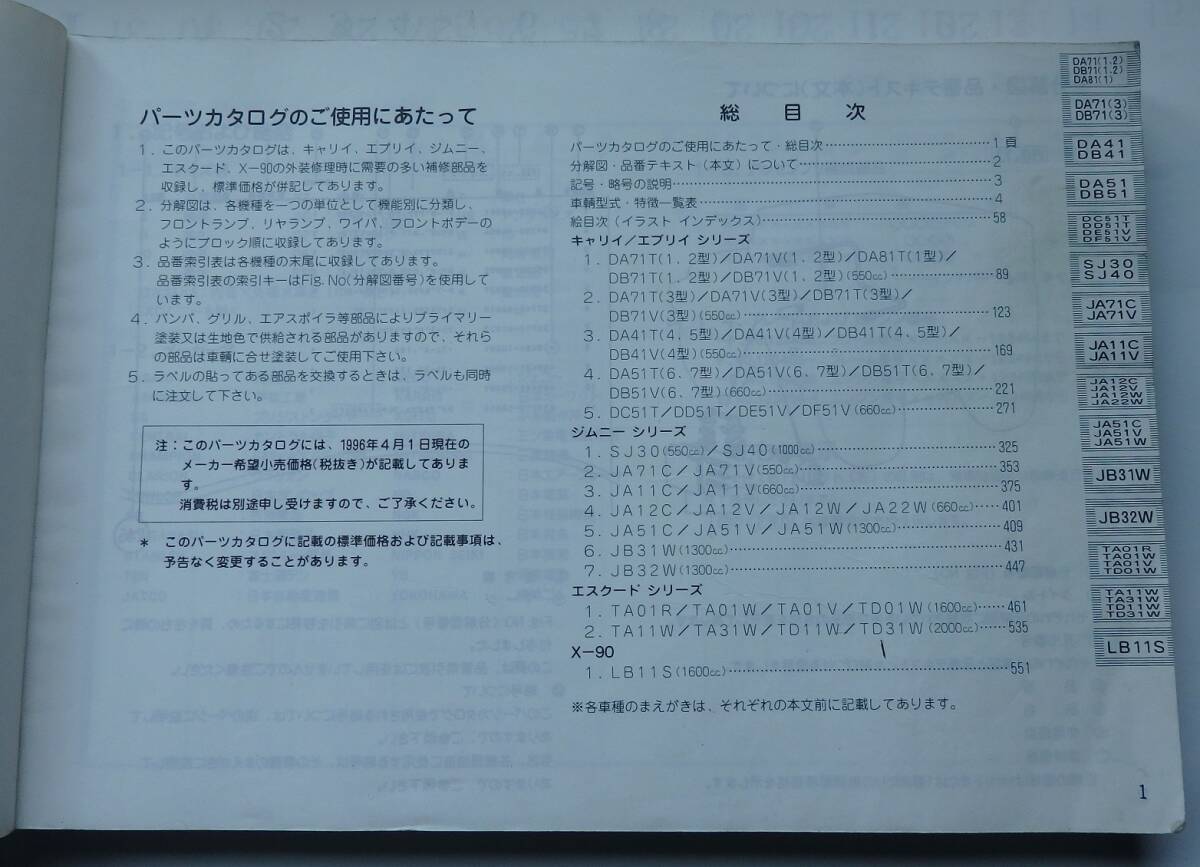 パーツカタログのご使用にあたって
1．このパーツカタログは、キャリイ、エブリイ、ジムニー、
エスクード、X－90の外装修理時に需要の多い補修部品を
収録し、標準価格が併記してあります。
2．分解図は、各機種を一つの単位として機能別に分類し、
フロントランプ、リヤランプ、ワイパ、フロントボデーの
ようにブロック順に収録してあります。
3．品番索引表は各機種の末尾に収録してあります。
品番索引表の索引キーはFig. No(分解図番号)を使用して
います。
4．バンパ、グリル、エアスポイラ等部品によりプライマリー
塗装又は生地色で供給される部品がありますので、それら
の部品は車輌に合せ塗装してご使用下さい。
5．ラベルの貼ってある部品を交換するときは、ラベルも同時
に注文して下さい。
注：このパーツカタログには、1996年4月1日現在の
メーカー希望小売価格(税抜き)が記載してありま
す。
消費税は別途申し受けますので、ご了承ください。
＊ このパーツカタログに記載の標準価格および記載事項は、
予告なく変更することがあります。
総 目 次
パーツカタログのご使用にあたって・総目次……………1 頁
分解図・品番テキスト(本文)について……………2
記号・略号の説明……………3
車輌型式・特徴一覧表……………4
絵目次(イラスト インデックス)……………58
キャリイ／エブリイ シリーズ
1．DA71T(1、2型)／DA71V(1、2型)／DA81T(1型)／
DB71T(1、2型)／DB71V(1、2型)(550cc)……………89
2．DA71T(3型)／DA71V(3型)／DB71T(3型)／
DB71V(3型)(550cc)……………123
3．DA41T(4、5型)／DA41V(4型)／DB41T(4、5型)／
DB41V(4型)(550cc)……………169
4．DA51T(6、7型)／DA51V(6、7型)／DB51T(6、7型)／
DB51V(6、7型)(660cc)……………221
5．DC51T／DD51T／DE51V／DF51V(660cc)……………271
ジムニー シリーズ
1．SJ30(550cc)／SJ40(1000cc)……………325
2．JA71C／JA71V(550cc)……………353
3．JA11C／JA11V(660cc)……………375
4．JA12C／JA12V／JA12W／JA22W(660cc)……401
5．JA51C／JA51V／JA51W(1300cc)……………409
6．JB31W(1300cc)……………431
7．JB32W(1300cc)……………447
エスクード シリーズ
1．TA01R／TA01W／TA01V／TD01W(1600cc)……461
2．TA11W／TA31W／TD11W／TD31W(2000cc)……535
X－90
1．LB11S(1600cc)……………551
※各車種のまえがきは、それぞれの本文前に記載してあります。
DA71(1,2)
DB71(1,2)
DA81(1)
DA71(3)
DB71(3)
DA41
DB41
DA51
DB51
DC51T
DD51T
DE51V
DF51V
SJ30
SJ40
JA71C
JA71V
JA11C
JA11V
JA12C
JA12V
JA12W
JA22W
JA51C
JA51V
JA51W
JB31W
JB32W
TA01R
TA01W
TA01V
TD01W
TA11W
TA31W
TD11W
TD31W
LB11S
1